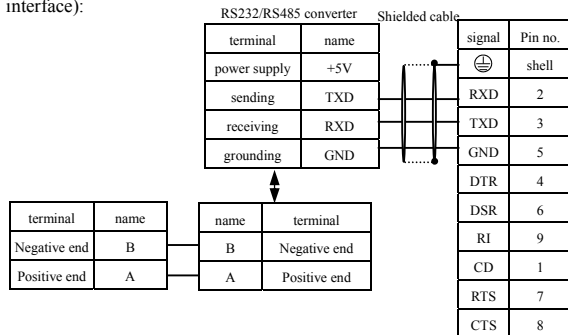 interface):
RS232/RS485 converter
Shielded cable
terminal name
power supply +5V
sending TXD
receiving RXD
grounding GND
signal Pin no.
shell
RXD 2
TXD 3
GND 5
DTR 4
DSR 6
RI 9
CD 1
RTS 7
CTS 8
terminal name
Negative end B
Positive end A
name terminal
B Negative end
A Positive end